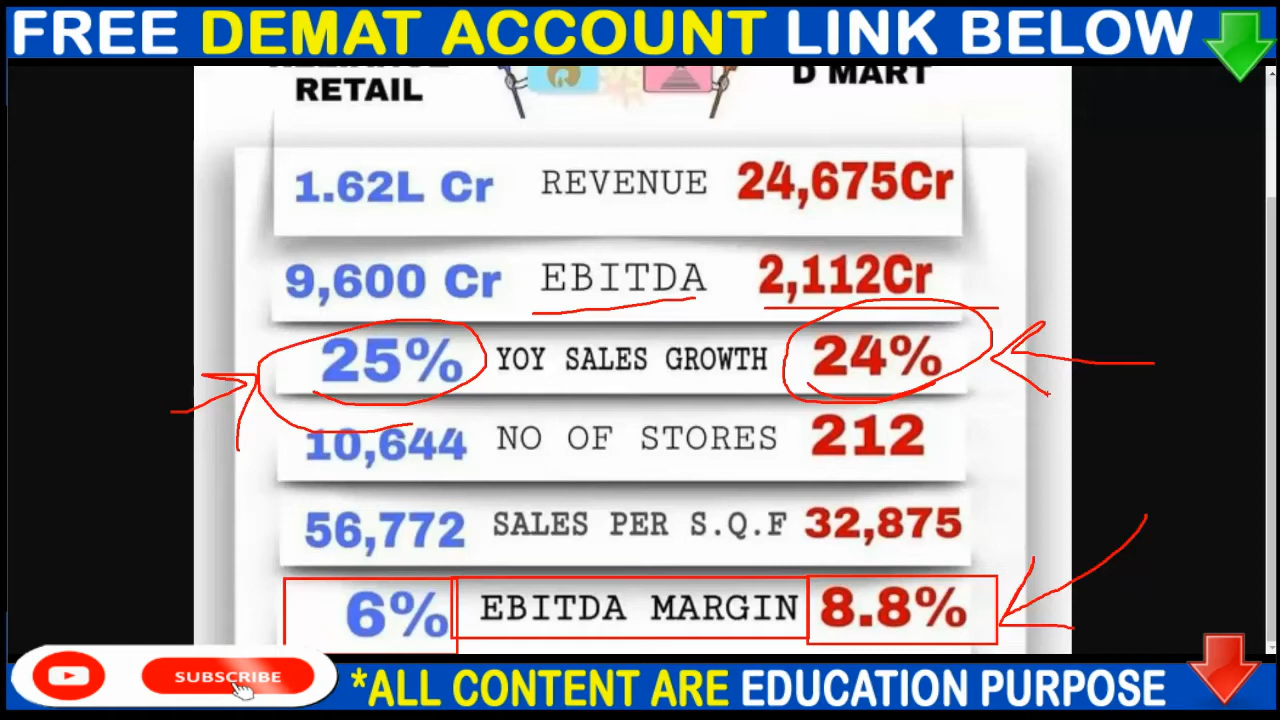 FREE DEMAT ACCOUNT LINK BELOW
RETAIL
D MART
1.62L Cr REVENUE 24,675Cr
9,600 Cr EBITDA 2,112Cr
25% YOY SALES GROWTH 24%
10,644 NO OF STORES 212
56,772 SALES PER S.Q.F 32,875
6% EBITDA MARGIN 8.8%
SUBSCRIBE
*ALL CONTENT ARE EDUCATION PURPOSE